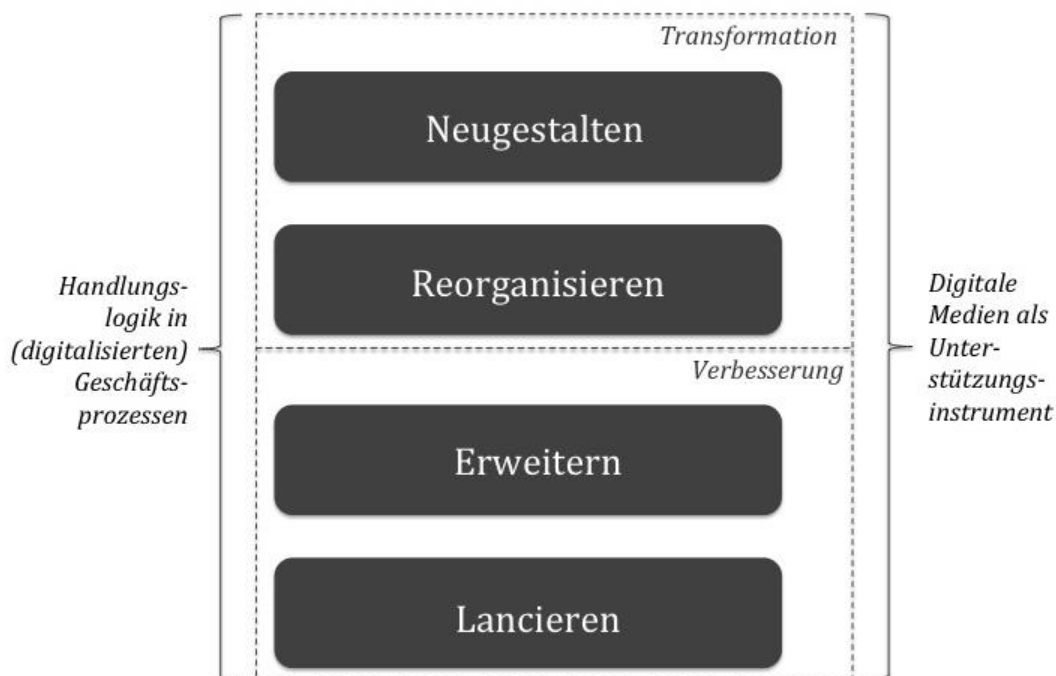 Transformation
Neugestalten
Reorganisieren
Handlungs-
logik in
(digitalisierten)
Geschäfts-
prozessen
Digitale
Medien als
Unter-
stützungs-
instrument
Verbesserung
Erweitern
Lancieren